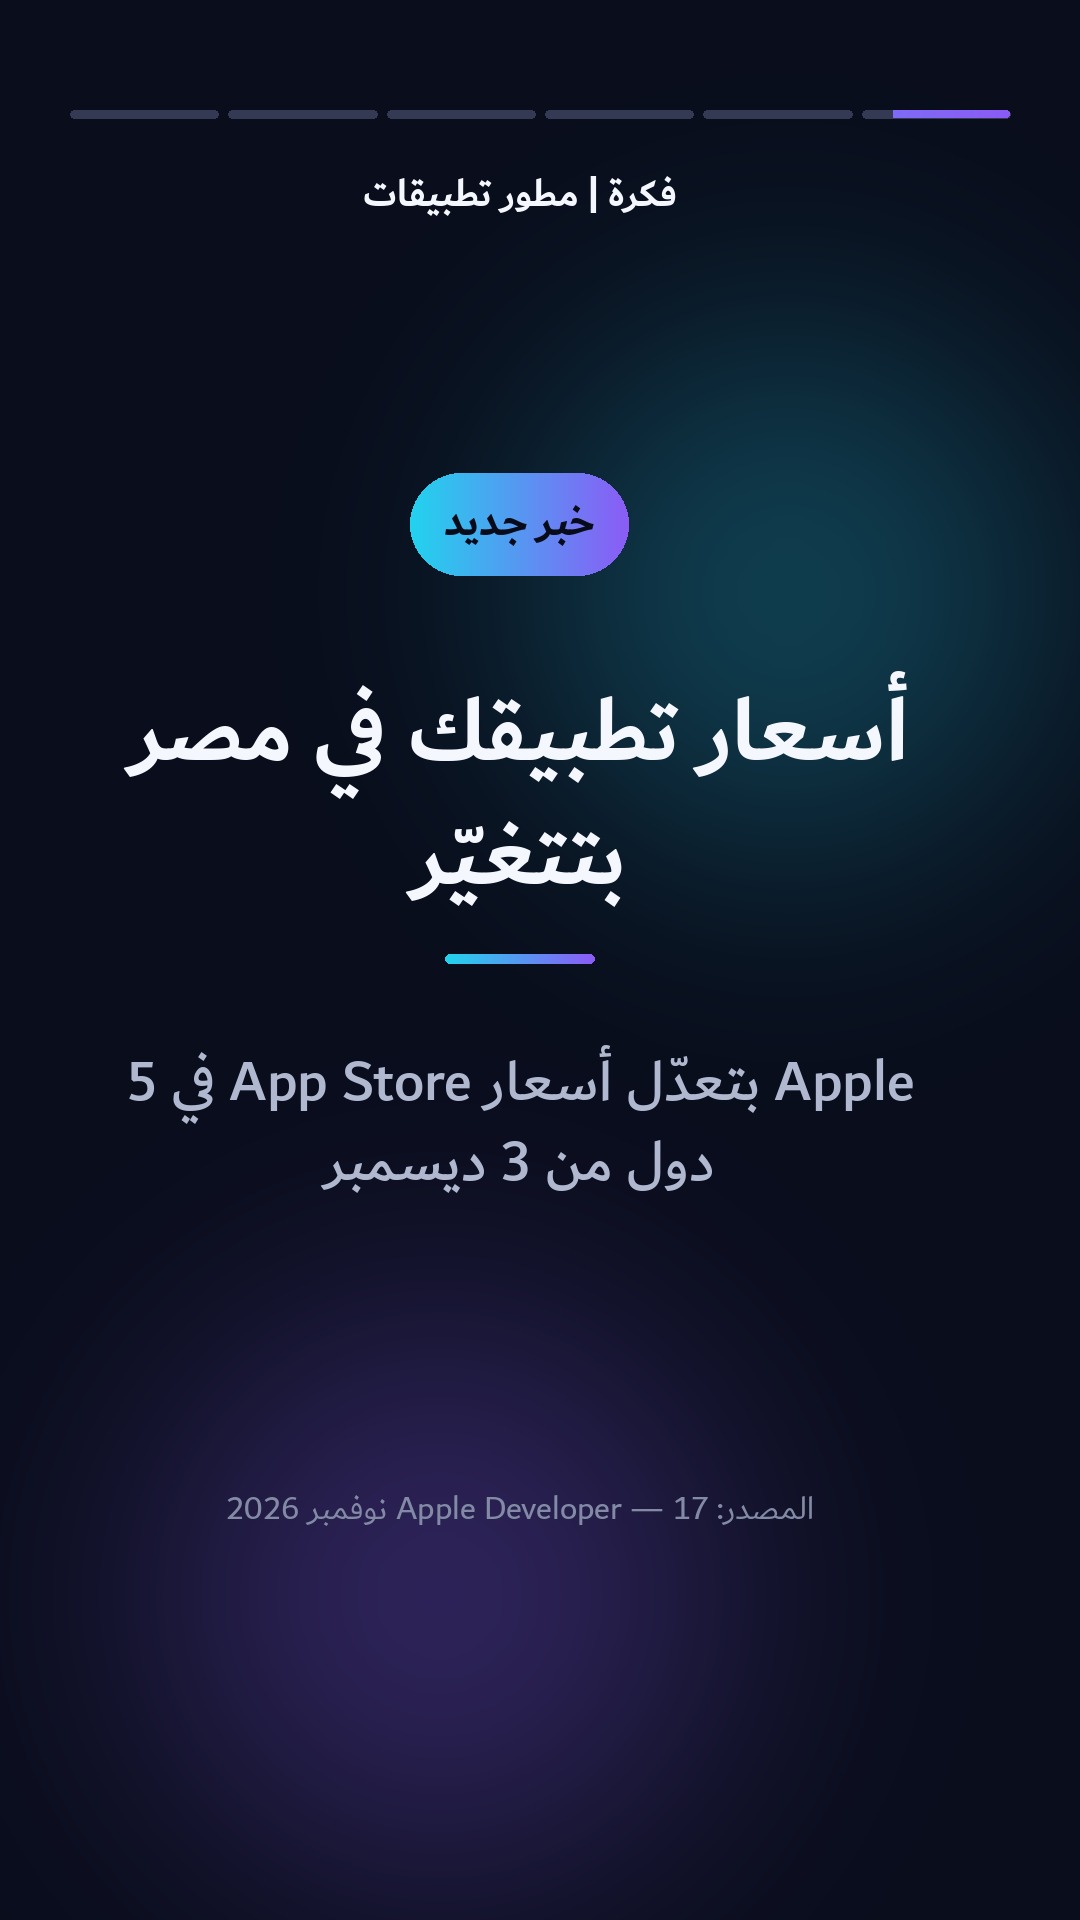 فكرة | مطور تطبيقات
خبر جديد
أسعار تطبيقك في مصر
بتتغيّر
Apple بتعدّل أسعار App Store في 5
دول من 3 ديسمبر
المصدر: Apple Developer — 17 نوفمبر 2026